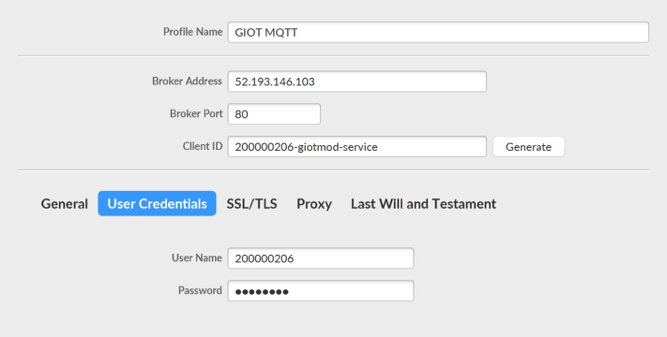 Profile Name GIOT MQTT
Broker Address 52.193.146.103
Broker Port 80
Client ID 200000206-giotmod-service Generate
General User Credentials SSL/TLS Proxy Last Will and Testament
User Name 200000206
Password ●●●●●●●●